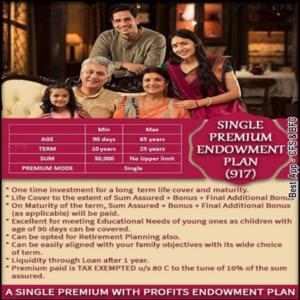 Min Max
AGE 90 days 65 years
TERM 10 years 25 years
SUM 50,000 No Upper limit
PREMIUM MODE Single
SINGLE
PREMIUM
ENDOWMENT
PLAN
(917)
Best App - CFS & BFC
* One time investment for a long term life cover and maturity.
* Life Cover to the extent of Sum Assured + Bonus + Final Additional Bonus
* On Maturity of the term, Sum Assured + Bonus + Final Additional Bonus
(as applicable) will be paid.
* Excellent for meeting Educational Needs of young ones as children with
age of 90 days can be covered.
* Can be opted for Retirement Planning also.
* Can be easily aligned with your family objectives with its wide choice
of term.
* Liquidity through Loan after 1 year.
* Premium paid is TAX EXEMPTED u/s 80 C to the tune of 10% of the sum
assured.
A SINGLE PREMIUM WITH PROFITS ENDOWMENT PLAN